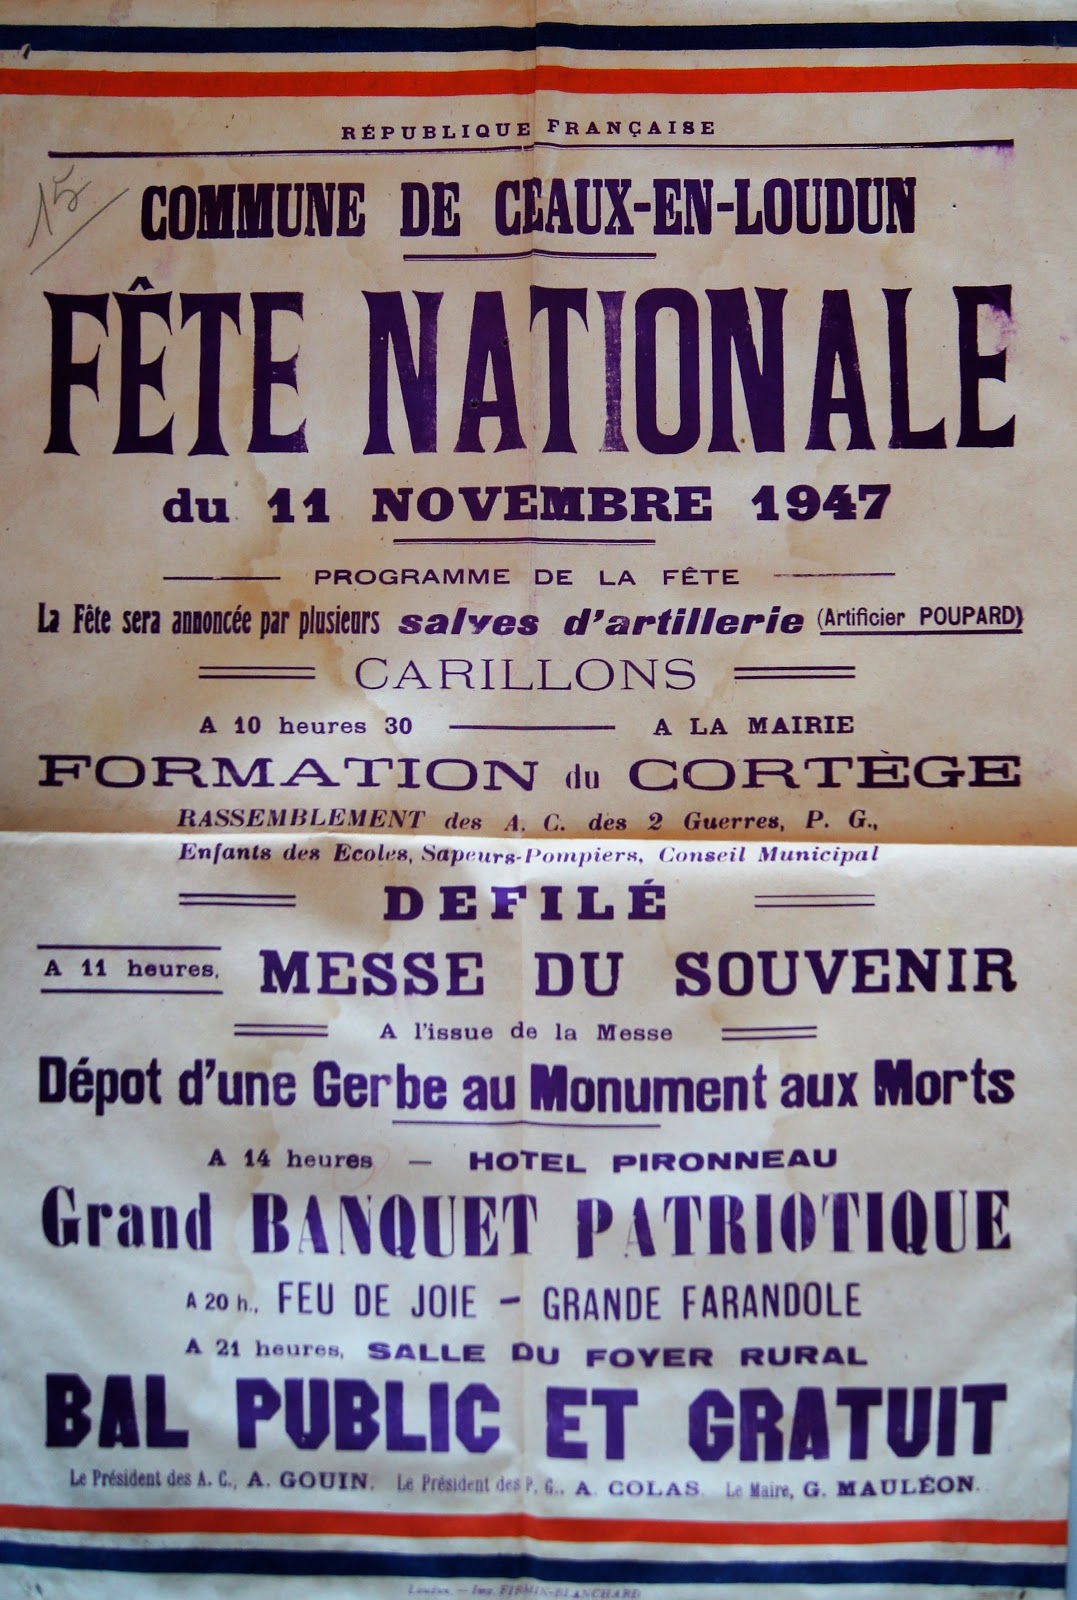 RÉPUBLIQUE FRANÇAISE
15
COMMUNE DE CEAUX-EN-LOUDUN
FÊTE NATIONALE
du 11 NOVEMBRE 1947
PROGRAMME DE LA FÊTE
La Fête sera annoncée par plusieurs salves d'artillerie (Artificier POUPARD)
CARILLONS
A 10 heures 30 — A LA MAIRIE
FORMATION du CORTÈGE
RASSEMBLEMENT des A. C. des 2 Guerres, P. G.,
Enfants des Ecoles, Sapeurs-Pompiers, Conseil Municipal
DEFILÉ
A 11 heures, MESSE DU SOUVENIR
A l'issue de la Messe
Dépot d'une Gerbe au Monument aux Morts
A 14 heures — HOTEL PIRONNEAU
Grand BANQUET PATRIOTIQUE
A 20 h., FEU DE JOIE - GRANDE FARANDOLE
A 21 heures, SALLE DU FOYER RURAL
BAL PUBLIC ET GRATUIT
Le Président des A. C., A. GOUIN. Le Président des P. G., A. COLAS. Le Maire, G. MAULÉON.
Loudun. — Imp. FIRMIN-BLANCHARD